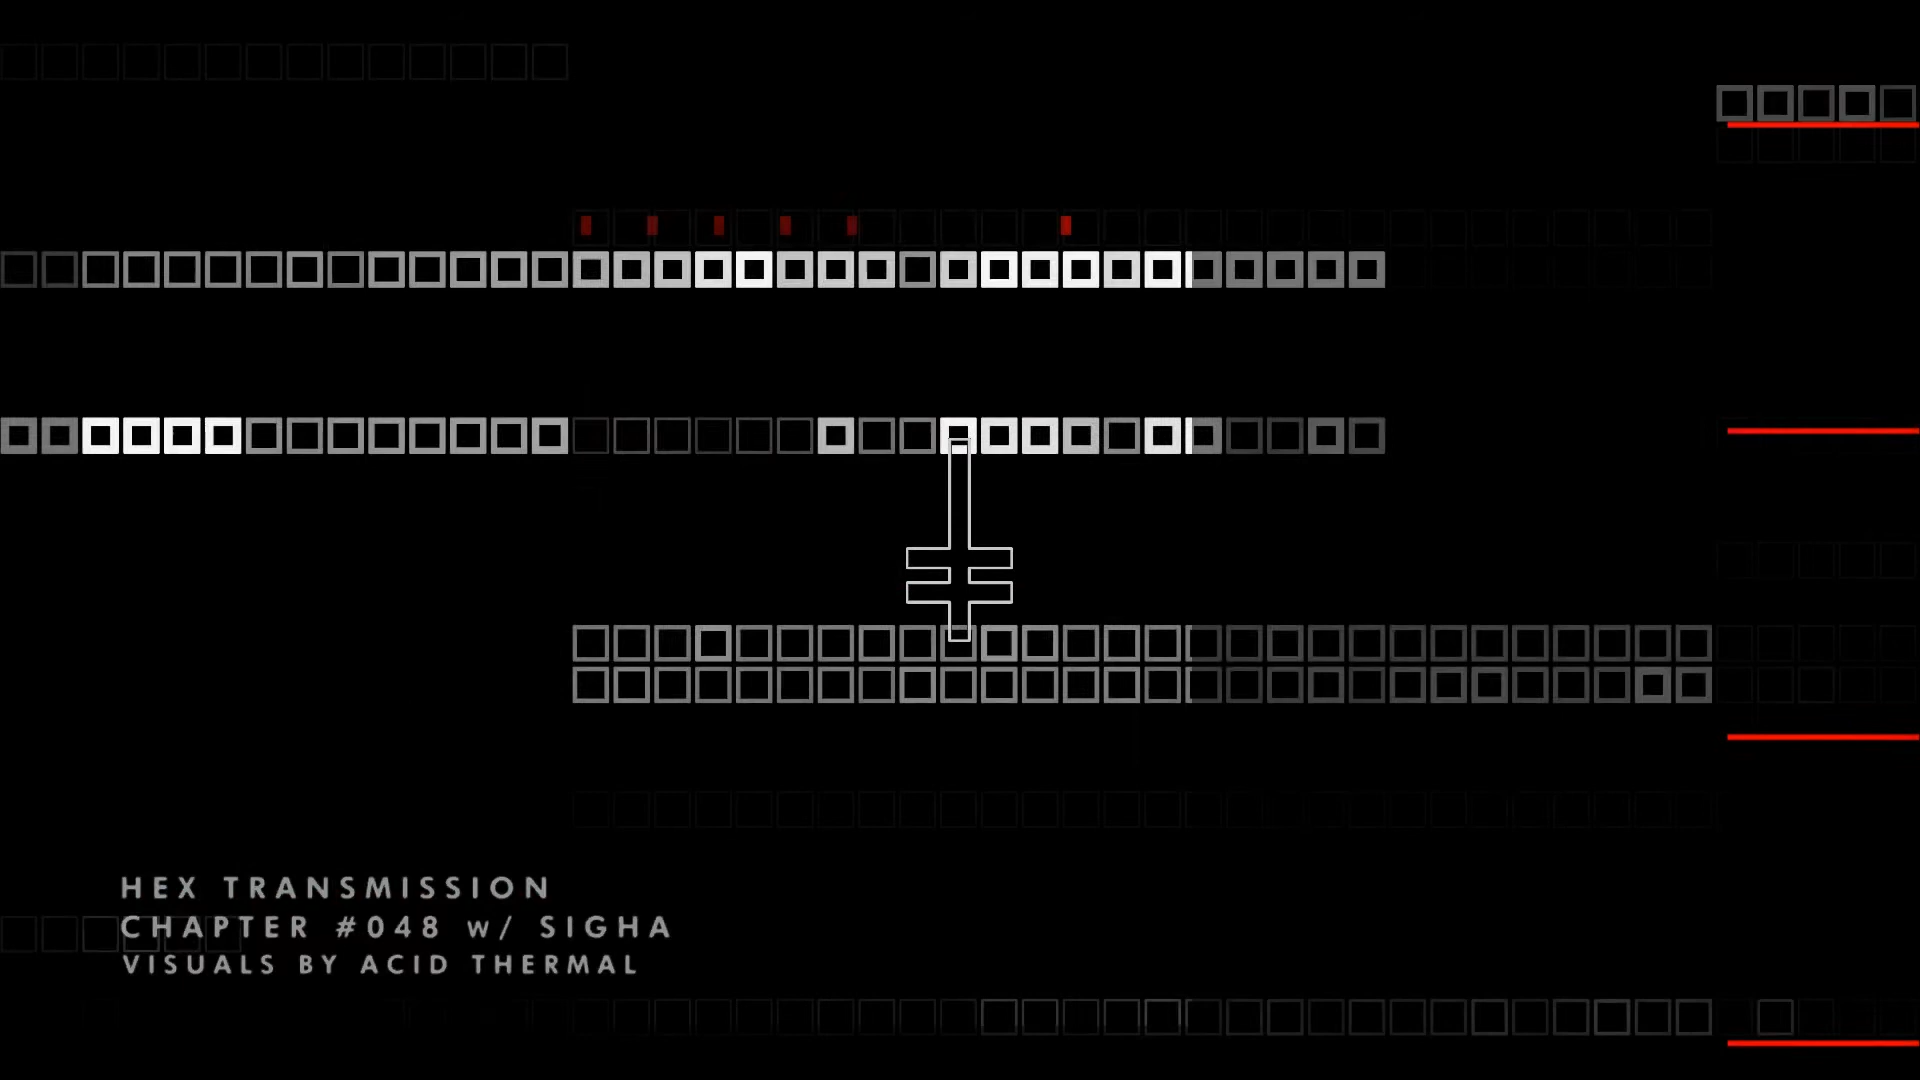 HEX TRANSMISSION
CHAPTER #048 w/ SIGHA
VISUALS BY ACID THERMAL